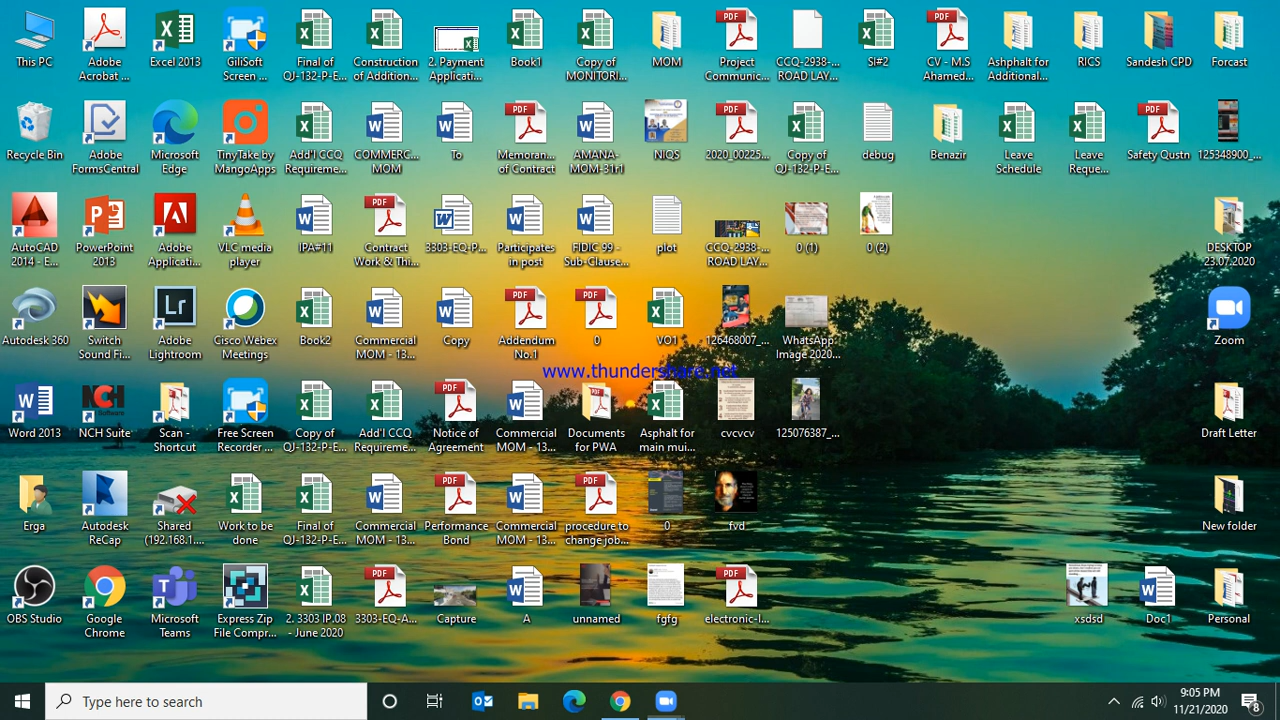 This PC
Adobe
Acrobat ...
Excel 2013
GiliSoft
Screen ...
Final of
QJ-132-P-E...
Construction
of Addition...
2. Payment
Applicati...
Book1
Copy of
MONITORI...
MOM
Project
Communic...
CCQ-2938-...
ROAD LAY...
SI#2
CV - M.S
Ahamed...
Ashphalt for
Additional...
RICS
Sandesh CPD
Forcast
Recycle Bin
Adobe
FormsCentral
Microsoft
Edge
TinyTake by
MangoApps
Add'l CCQ
Requireme...
COMMERC...
MOM
To
Memoran...
of Contract
AMANA-
MOM-31r1
NIQS
2020_00225...
Copy of
QJ-132-P-E...
debug
Benazir
Leave
Schedule
Leave
Reque...
Safety Qustn
125348900_...
AutoCAD
2014 - E...
PowerPoint
2013
Adobe
Applicati...
VLC media
player
IPA#11
Contract
Work & Thi...
3303-EQ-P...
Participates
in post
FIDIC 99 -
Sub-Clause...
plot
CCQ-2938-...
ROAD LAY...
0 (1)
0 (2)
DESKTOP
23.07.2020
Autodesk 360
Switch
Sound Fi...
Adobe
Lightroom
Cisco Webex
Meetings
Book2
Commercial
MOM - 13...
Copy
Addendum
No.1
0
VO1
126468007_...
WhatsApp
Image 2020...
Zoom
www.thundershare.net
Word 2013
NCH Suite
Scan -
Shortcut
Free Screen
Recorder ...
Copy of
QJ-132-P-E...
Add'l CCQ
Requireme...
Notice of
Agreement
Commercial
MOM - 13...
Documents
for PWA
Asphalt for
main mui...
cvcvcv
125076387_...
Draft Letter
Erga
Autodesk
ReCap
Shared
(192.168.1....
Work to be
done
Final of
QJ-132-P-E...
Commercial
MOM - 13...
Performance
Bond
Commercial
MOM - 13...
procedure to
change job...
0
fvd
New folder
OBS Studio
Google
Chrome
Microsoft
Teams
Express Zip
File Compr...
2. 3303 IP.08
- June 2020
3303-EQ-A...
Capture
A
unnamed
fgfg
electronic-I...
xsdsd
Doc1
Personal
Type here to search
9:05 PM
11/21/2020
8